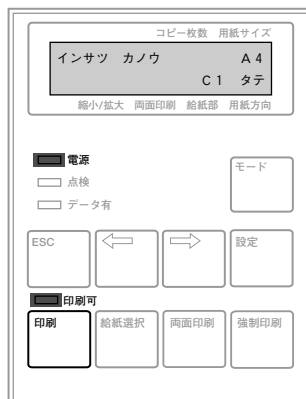 コピー枚数 用紙サイズ
インサツ カノウ A4
C1 タテ
縮小/拡大 両面印刷 給紙部 用紙方向
電源
点検
データ有
モード
ESC
設定
印刷可
印刷 給紙選択 両面印刷 強制印刷